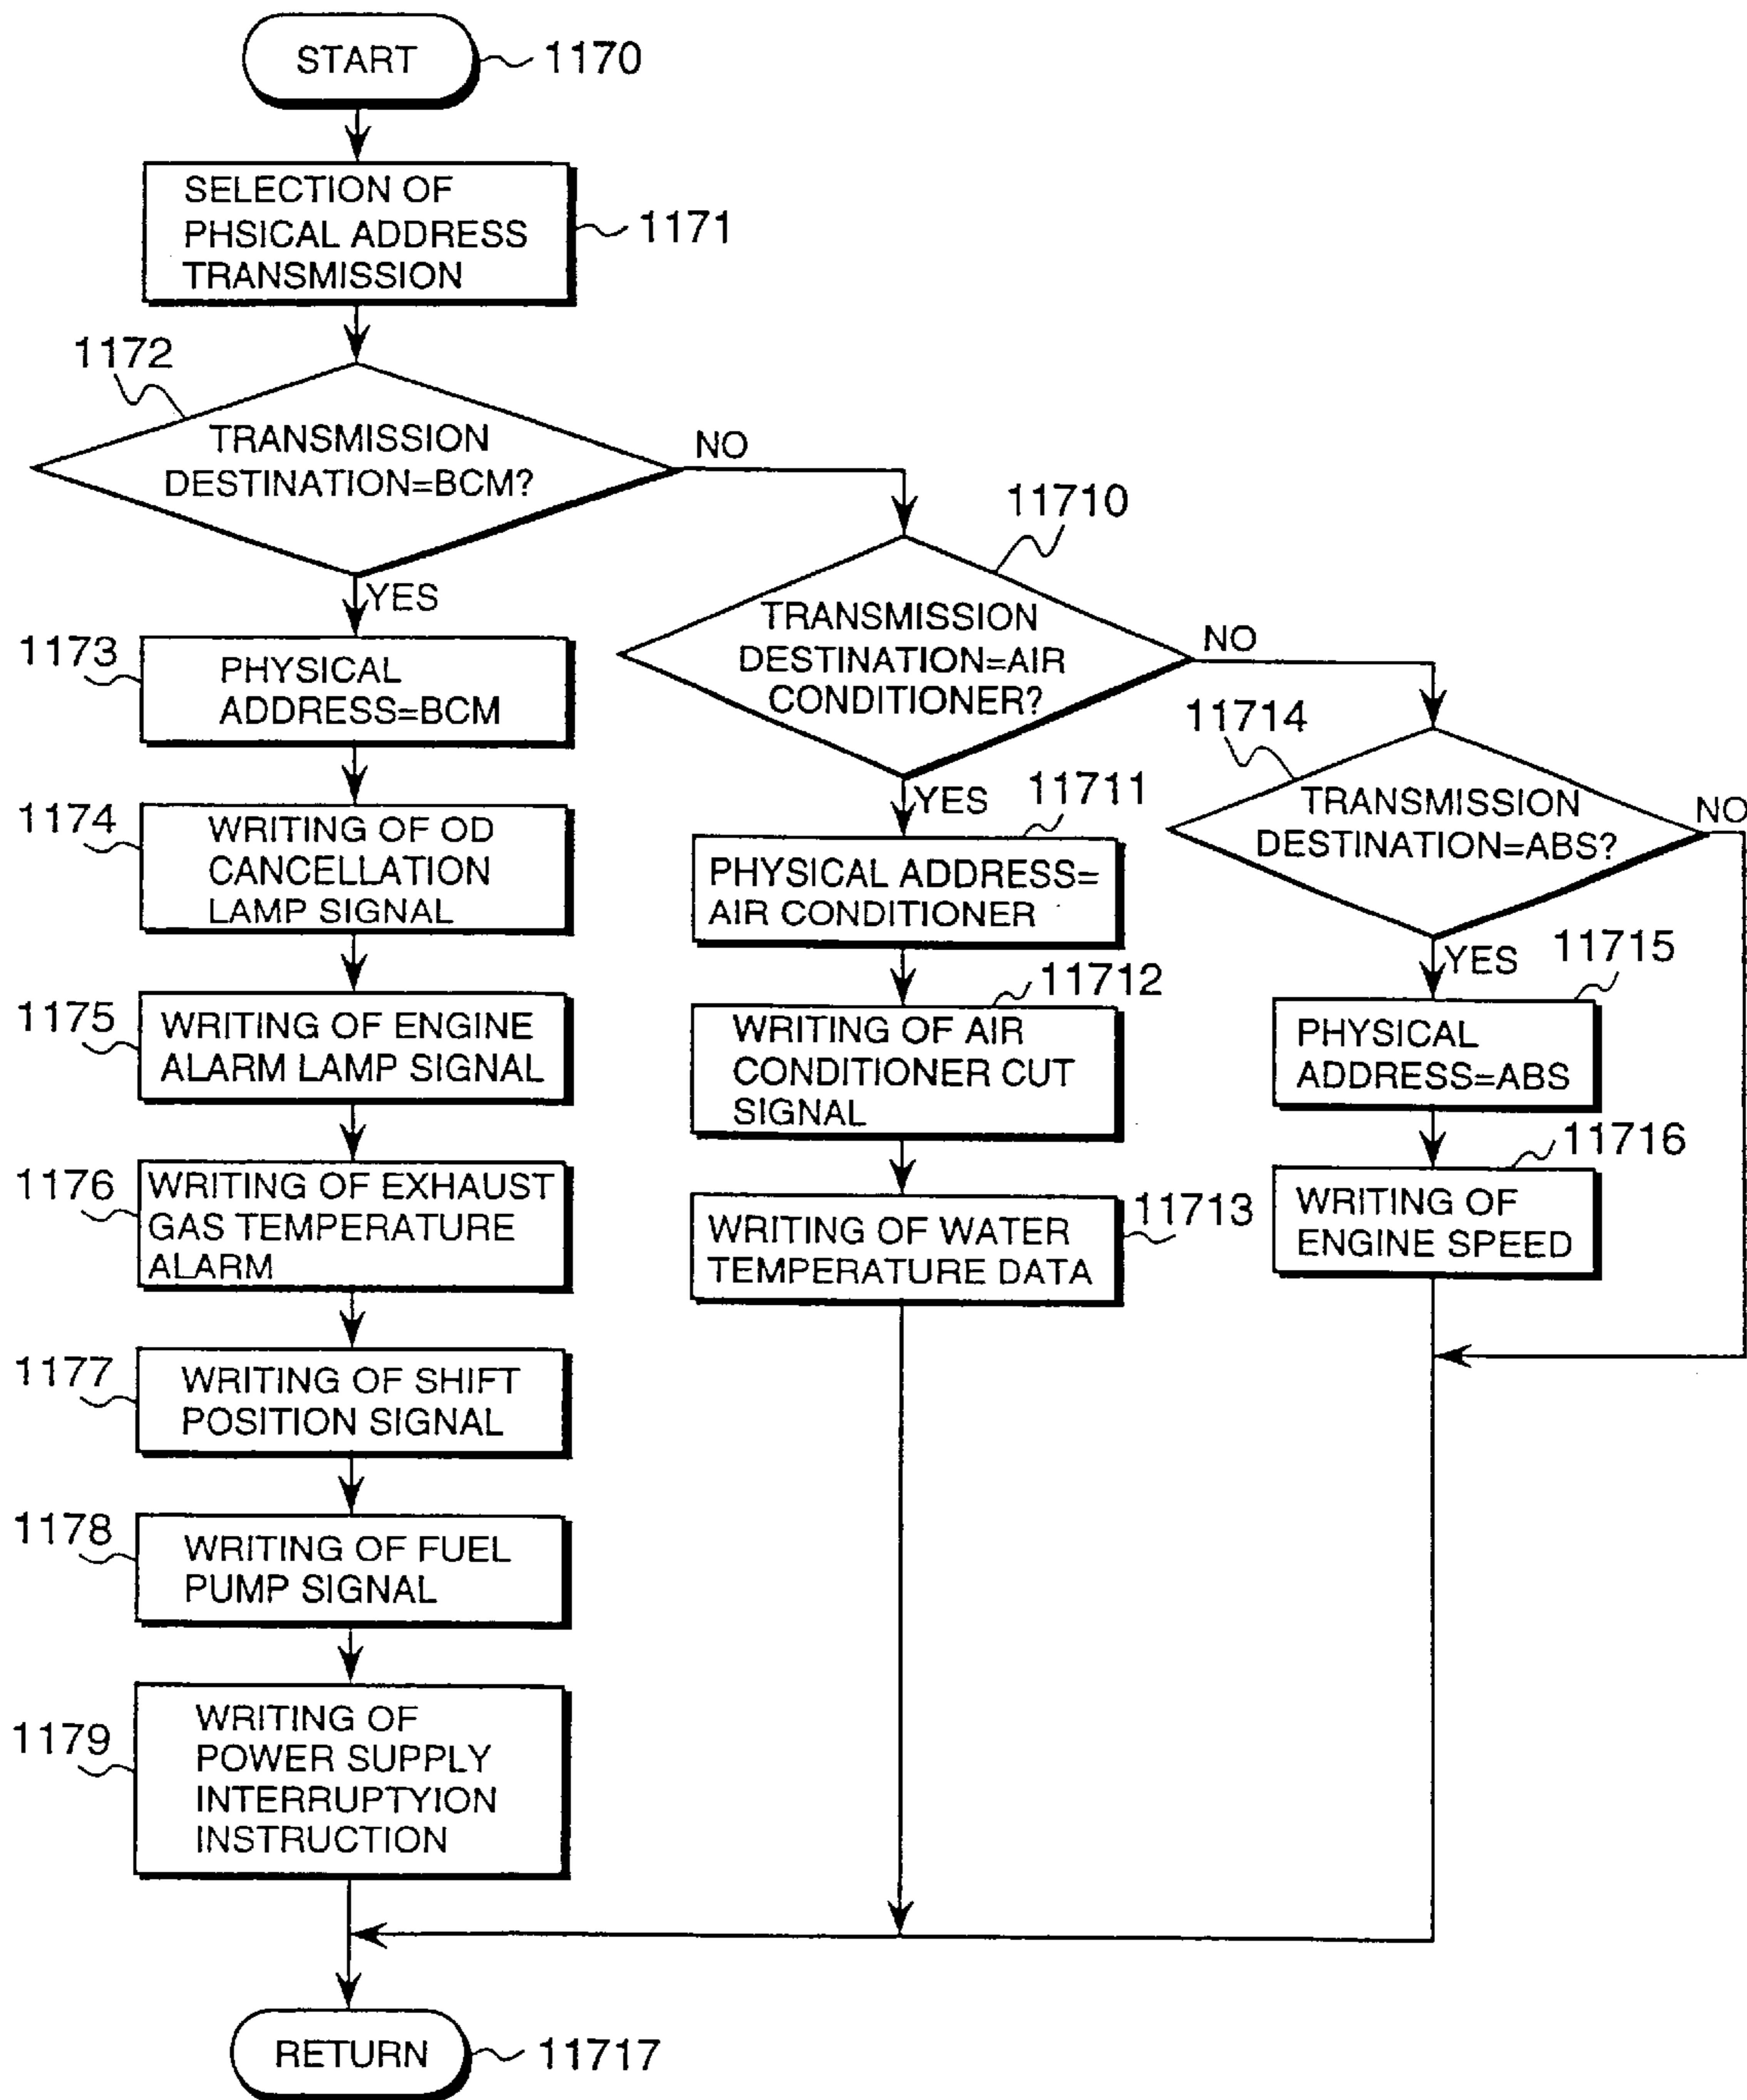 START
1170
SELECTION OF
PHSICAL ADDRESS
TRANSMISSION
1171
1172
TRANSMISSION
DESTINATION=BCM?
NO
YES
1173
PHYSICAL
ADDRESS=BCM
1174
WRITING OF OD
CANCELLATION
LAMP SIGNAL
1175
WRITING OF ENGINE
ALARM LAMP SIGNAL
1176
WRITING OF EXHAUST
GAS TEMPERATURE
ALARM
1177
WRITING OF SHIFT
POSITION SIGNAL
1178
WRITING OF FUEL
PUMP SIGNAL
1179
WRITING OF
POWER SUPPLY
INTERRUPTYION
INSTRUCTION
11710
TRANSMISSION
DESTINATION=AIR
CONDITIONER?
NO
YES
11711
PHYSICAL ADDRESS=
AIR CONDITIONER
11712
WRITING OF AIR
CONDITIONER CUT
SIGNAL
11713
WRITING OF WATER
TEMPERATURE DATA
11714
TRANSMISSION
DESTINATION=ABS?
NO
YES
11715
PHYSICAL
ADDRESS=ABS
11716
WRITING OF
ENGINE SPEED
RETURN
11717